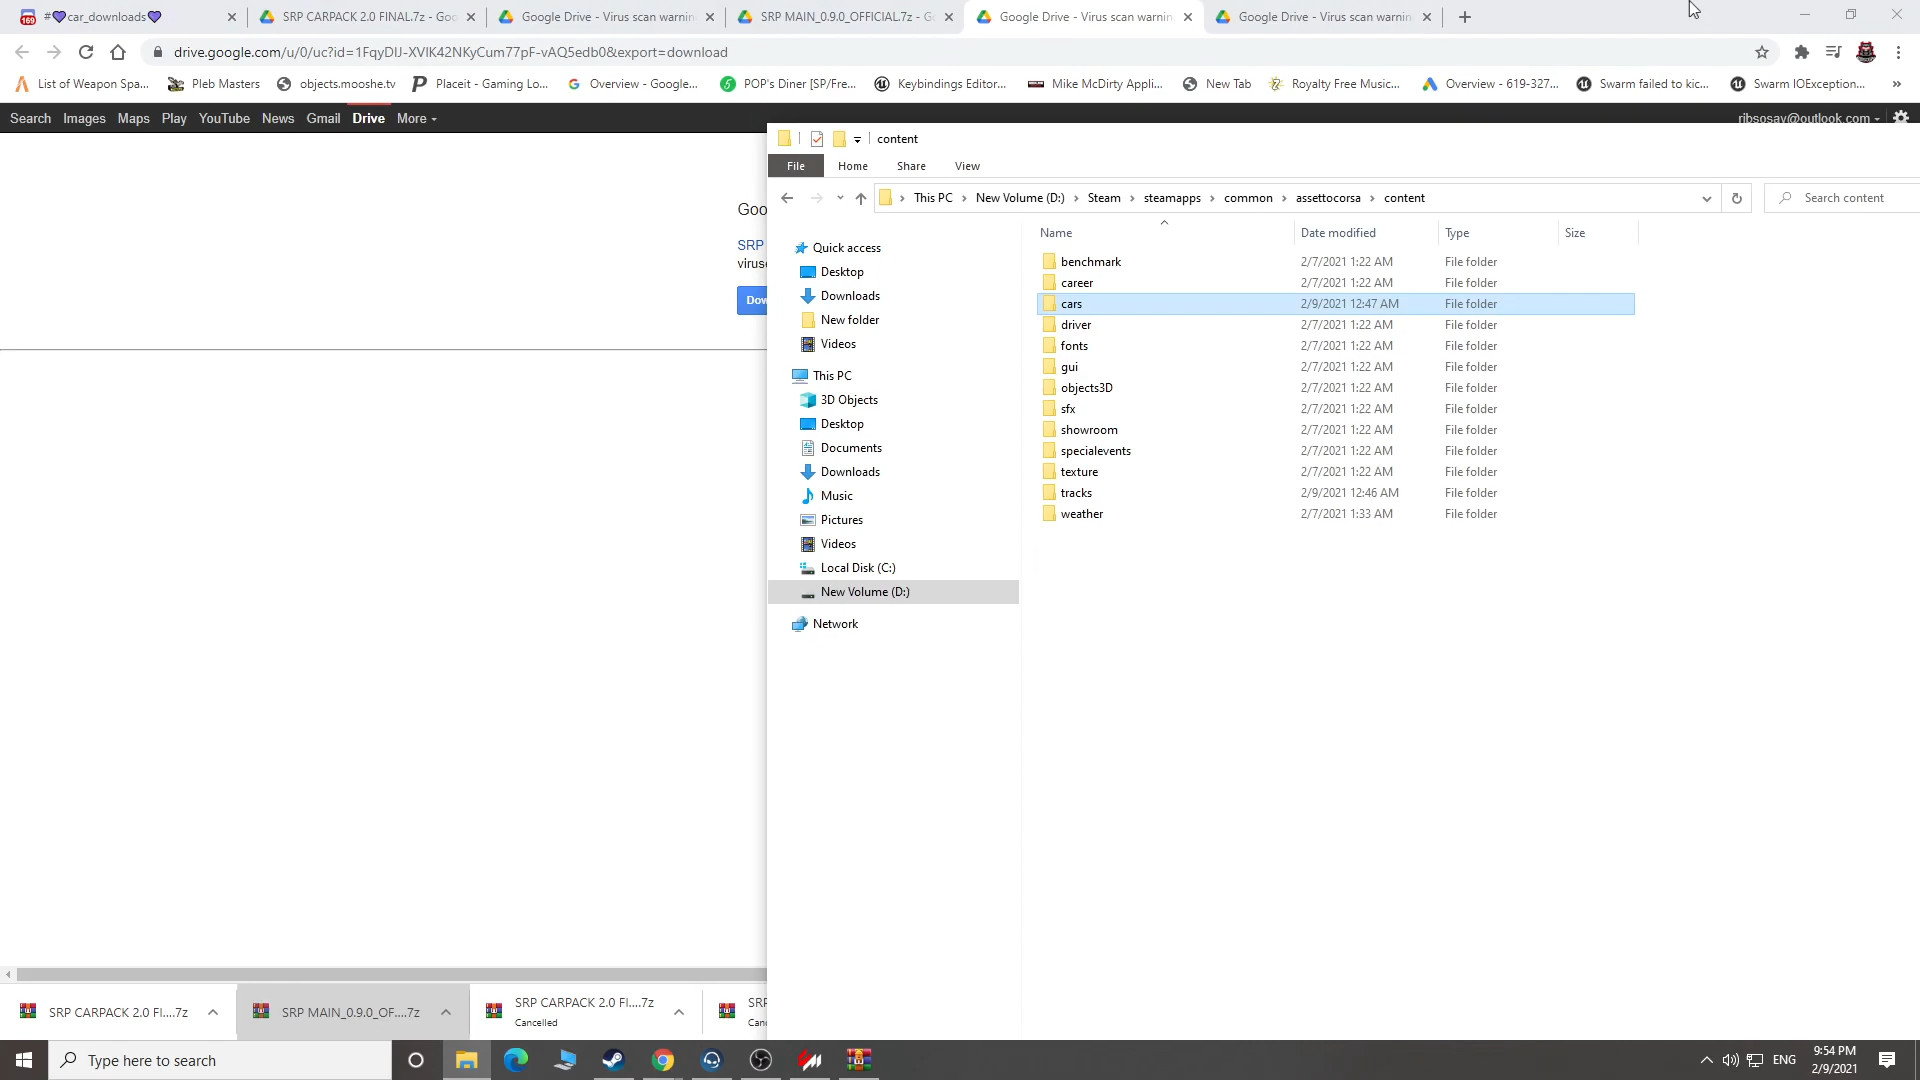 #💜car_downloads💜
SRP CARPACK 2.0 FINAL.7z - Goo
Google Drive - Virus scan warnin
SRP MAIN_0.9.0_OFFICIAL.7z - G
Google Drive - Virus scan warnin
Google Drive - Virus scan warnin
169
drive.google.com/u/0/uc?id=1FqyDIJ-XVlK42NKyCum77pF-vAQ5edb0&export=download
List of Weapon Spa...
Pleb Masters
objects.mooshe.tv
Placeit - Gaming Lo...
Overview - Google...
POP's Diner [SP/Fre...
Keybindings Editor...
Mike McDirty Appli...
New Tab
Royalty Free Music...
Overview - 619-327...
Swarm failed to kic...
Swarm IOException...
Search Images Maps Play YouTube News Gmail Drive More
ribsosay@outlook.com
Goo
SRP
viruse
Dow
content
File Home Share View
This PC > New Volume (D:) > Steam > steamapps > common > assettocorsa > content
Search content
Quick access
Desktop
Downloads
New folder
Videos
This PC
3D Objects
Desktop
Documents
Downloads
Music
Pictures
Videos
Local Disk (C:)
New Volume (D:)
Network
Name Date modified Type Size
benchmark 2/7/2021 1:22 AM File folder
career 2/7/2021 1:22 AM File folder
cars 2/9/2021 12:47 AM File folder
driver 2/7/2021 1:22 AM File folder
fonts 2/7/2021 1:22 AM File folder
gui 2/7/2021 1:22 AM File folder
objects3D 2/7/2021 1:22 AM File folder
sfx 2/7/2021 1:22 AM File folder
showroom 2/7/2021 1:22 AM File folder
specialevents 2/7/2021 1:22 AM File folder
texture 2/7/2021 1:22 AM File folder
tracks 2/9/2021 12:46 AM File folder
weather 2/7/2021 1:33 AM File folder
SRP CARPACK 2.0 FI....7z
SRP MAIN_0.9.0_OF....7z
SRP CARPACK 2.0 FI....7z
Cancelled
SRP
Canc
Type here to search
ENG
9:54 PM
2/9/2021